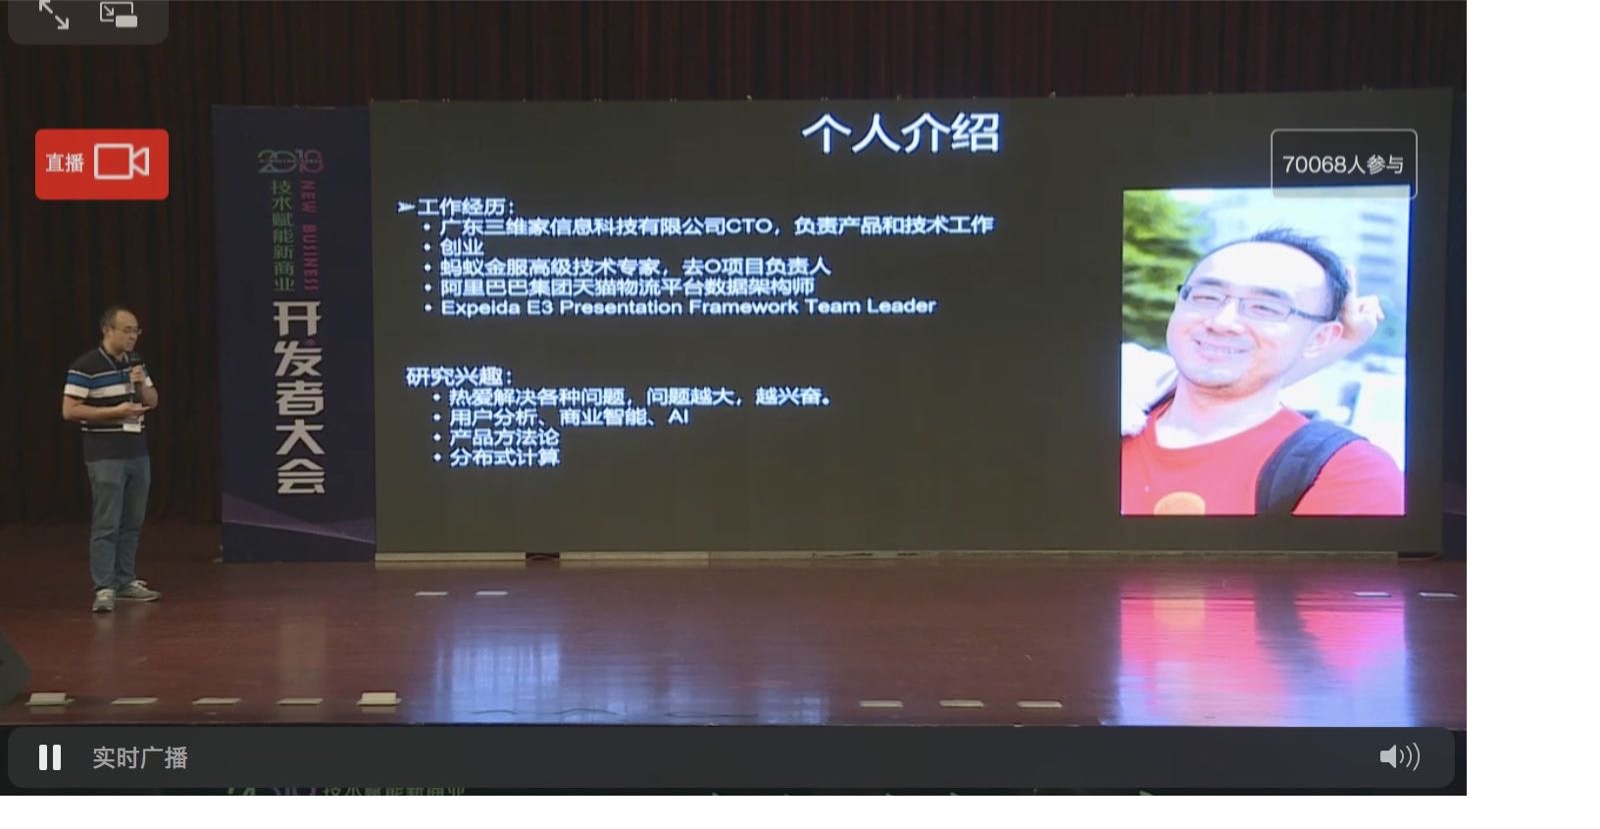 直播
70068人参与
2018
技术赋能新商业
NEW BUSINESS
开发者大会
个人介绍
➤工作经历：
• 广东三维家信息科技有限公司CTO，负责产品和技术工作
• 创业
• 蚂蚁金服高级技术专家，去O项目负责人
• 阿里巴巴集团天猫物流平台数据架构师
• Expeida E3 Presentation Framework Team Leader
研究兴趣：
• 热爱解决各种问题，问题越大，越兴奋。
• 用户分析、商业智能、AI
• 产品方法论
• 分布式计算
实时广播